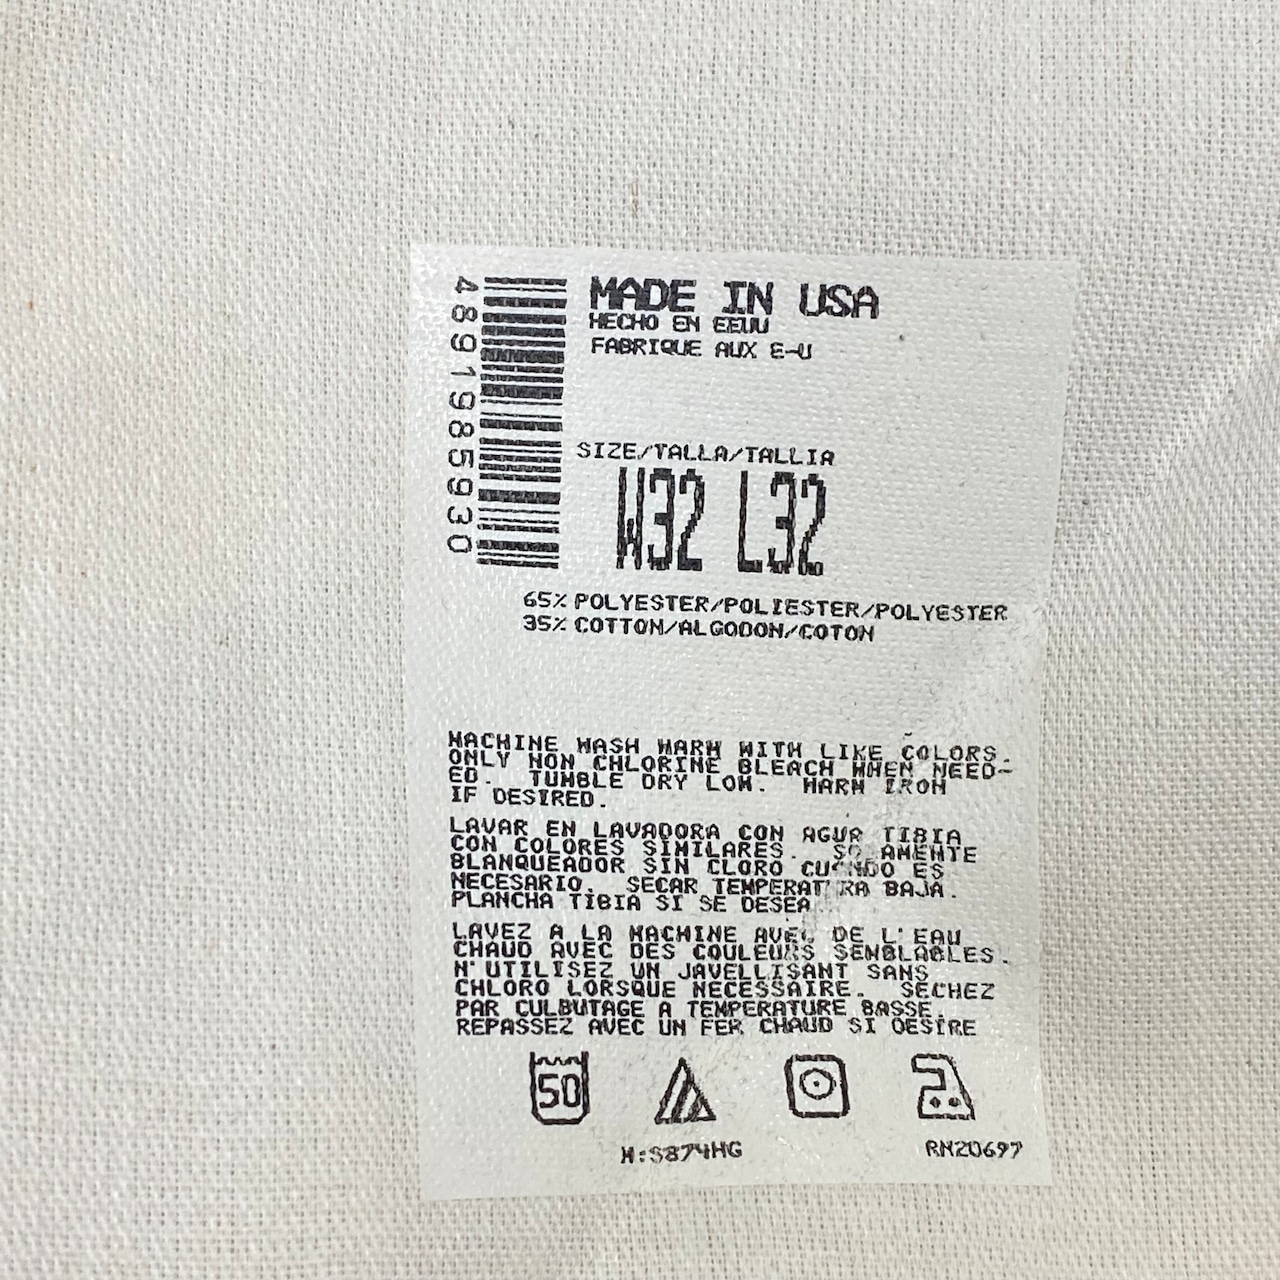 4891985930
MADE IN USA
HECHO EN EEUU
FABRIQUE AUX E-U
SIZE/TALLA/TALLIA
W32 L32
65% POLYESTER/POLIESTER/POLYESTER
35% COTTON/ALGODON/COTON
MACHINE WASH WARM WITH LIKE COLORS.
ONLY NON CHLORINE BLEACH WHEN NEED-
ED. TUMBLE DRY LOW. WARM IRON
IF DESIRED.
LAVAR EN LAVADORA CON AGUA TIBIA
CON COLORES SIMILARES. SOLAMENTE
BLANQUEADOR SIN CLORO CUANDO ES
NECESARIO. SECAR TEMPERATURA BAJA.
PLANCHA TIBIA SI SE DESEA
LAVEZ A LA MACHINE AVEC DE L'EAU
CHAUD AVEC DES COULEURS SEMBLABLES.
N'UTILISEZ UN JAVELLISANT SANS
CHLORO LORSQUE NECESSAIRE. SECHEZ
PAR CULBUTAGE A TEMPERATURE BASSE.
REPASSEZ AVEC UN FER CHAUD SI DESIRE
50
RN20697